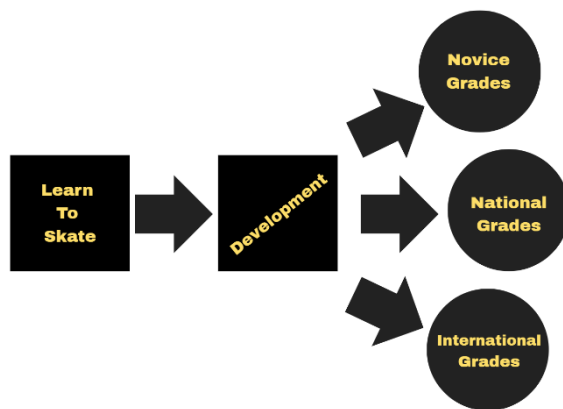 Learn
To
Skate
Development
Novice
Grades
National
Grades
International
Grades